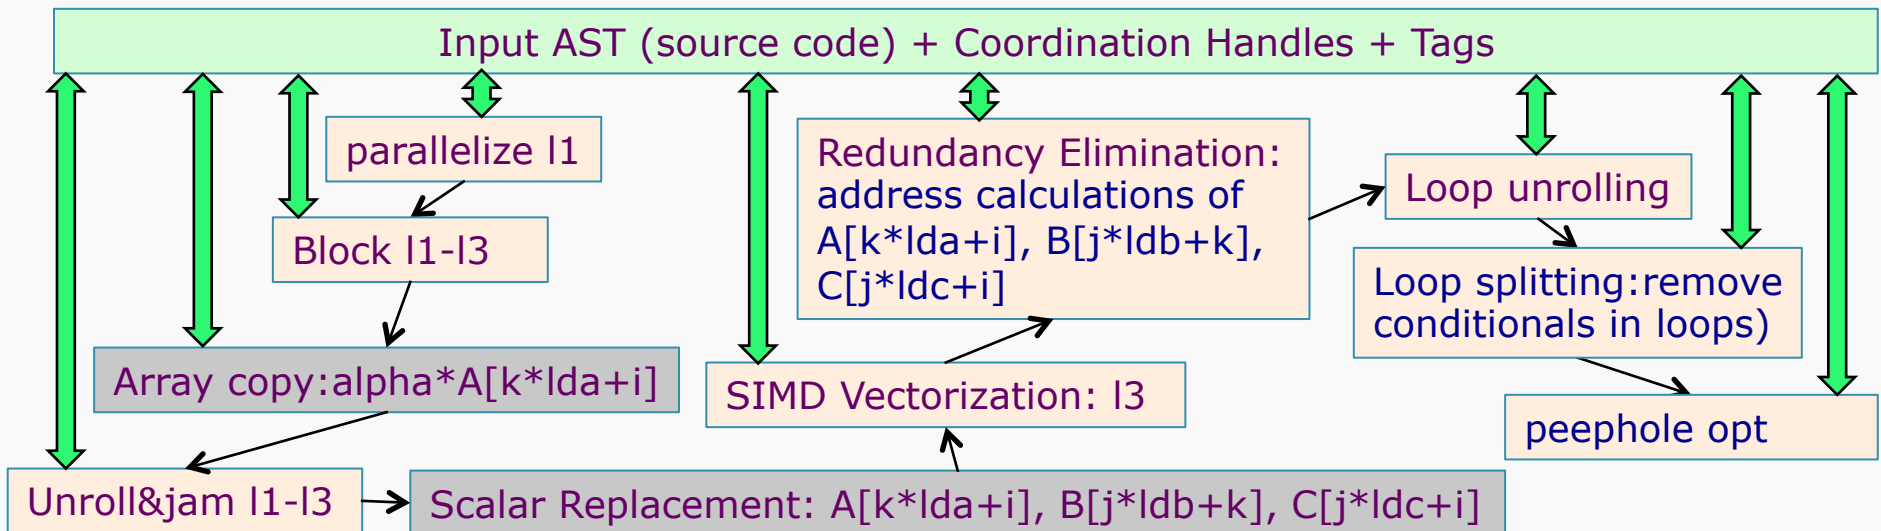 Input AST (source code) + Coordination Handles + Tags
parallelize l1
Block l1-l3
Array copy:alpha*A[k*lda+i]
Unroll&jam l1-l3
Scalar Replacement: A[k*lda+i], B[j*ldb+k], C[j*ldc+i]
SIMD Vectorization: l3
Redundancy Elimination:
address calculations of
A[k*lda+i], B[j*ldb+k],
C[j*ldc+i]
Loop unrolling
Loop splitting:remove
conditionals in loops)
peephole opt